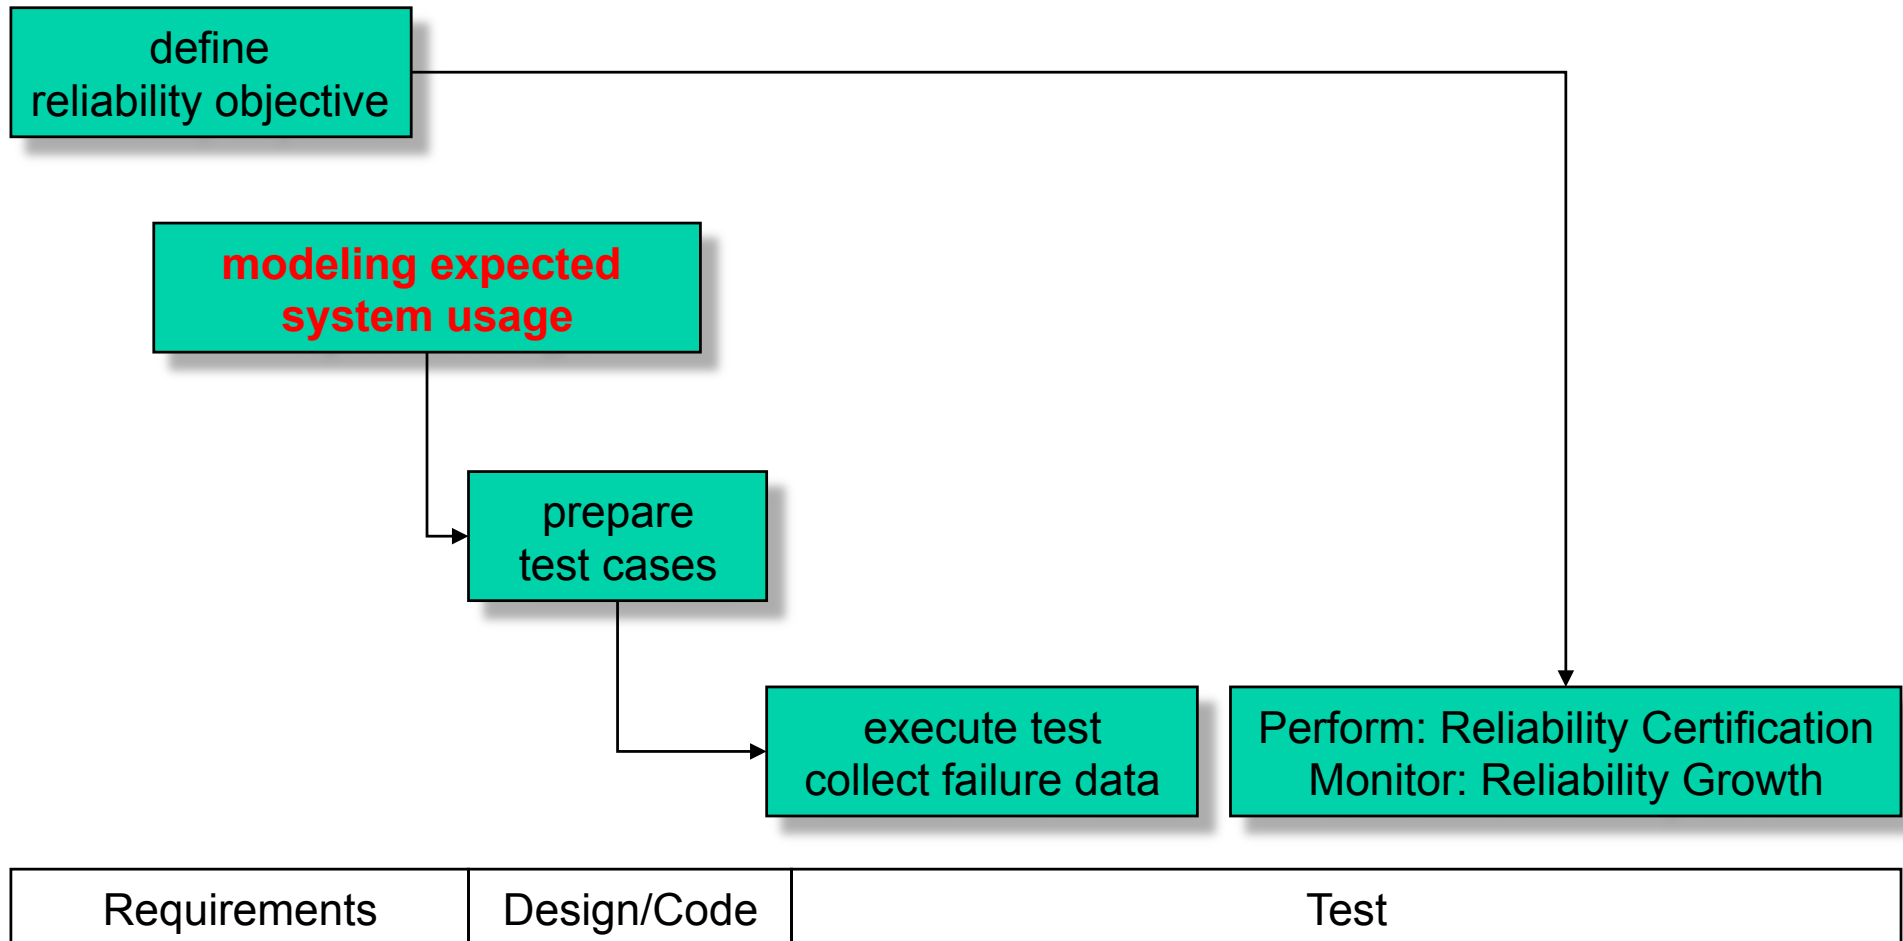 define
reliability objective
modeling expected
system usage
prepare
test cases
execute test
collect failure data
Perform: Reliability Certification
Monitor: Reliability Growth
Requirements
Design/Code
Test